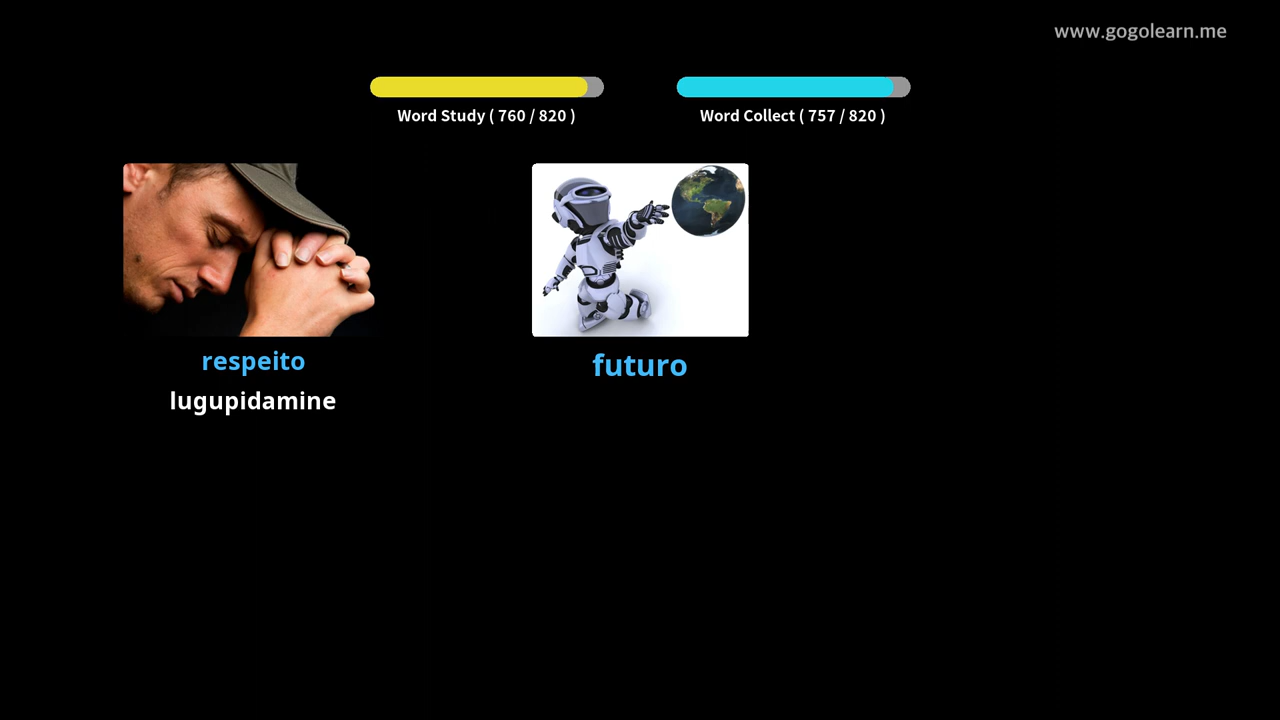 www.gogolearn.me
Word Study ( 760 / 820 )
Word Collect ( 757 / 820 )
respeito
lugupidamine
futuro